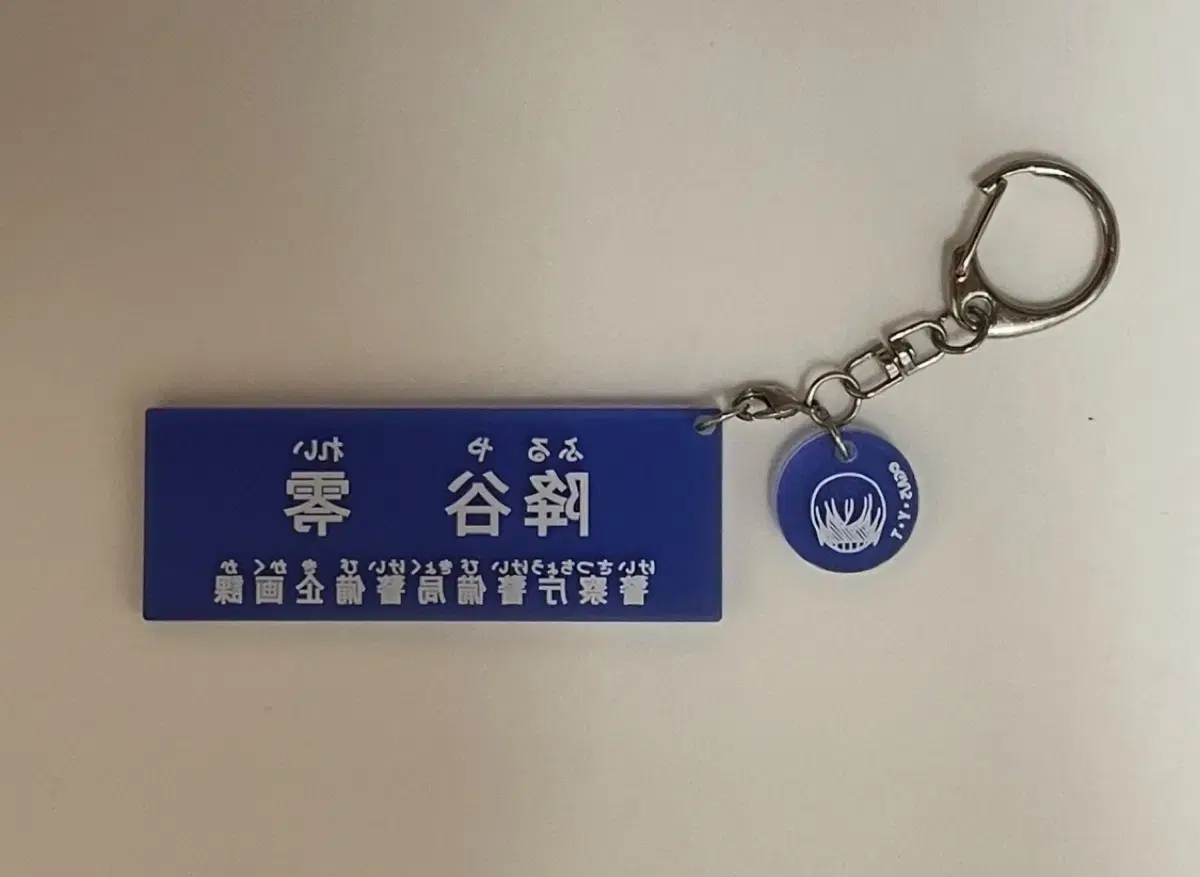 ふるや　れい
降谷　零
けいさつちょうけいびきょくけいびきかくか
警察庁警備局警備企画課